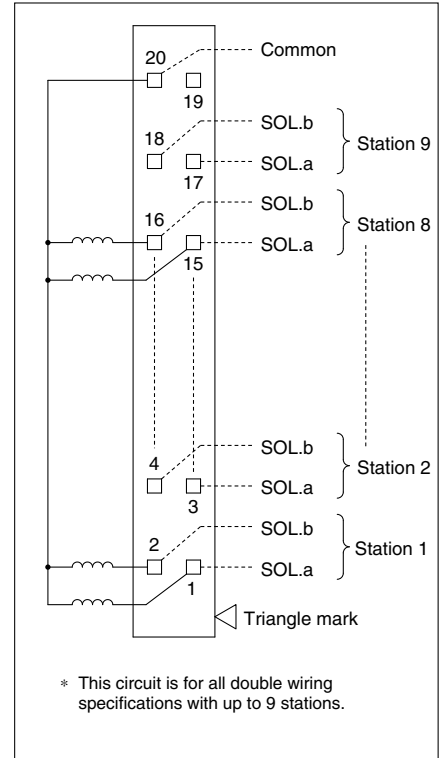 20
Common
19
18
SOL.b
SOL.a
Station 9
17
16
SOL.b
SOL.a
Station 8
15
4
SOL.b
SOL.a
Station 2
3
2
SOL.b
SOL.a
Station 1
1
Triangle mark
* This circuit is for all double wiring
specifications with up to 9 stations.